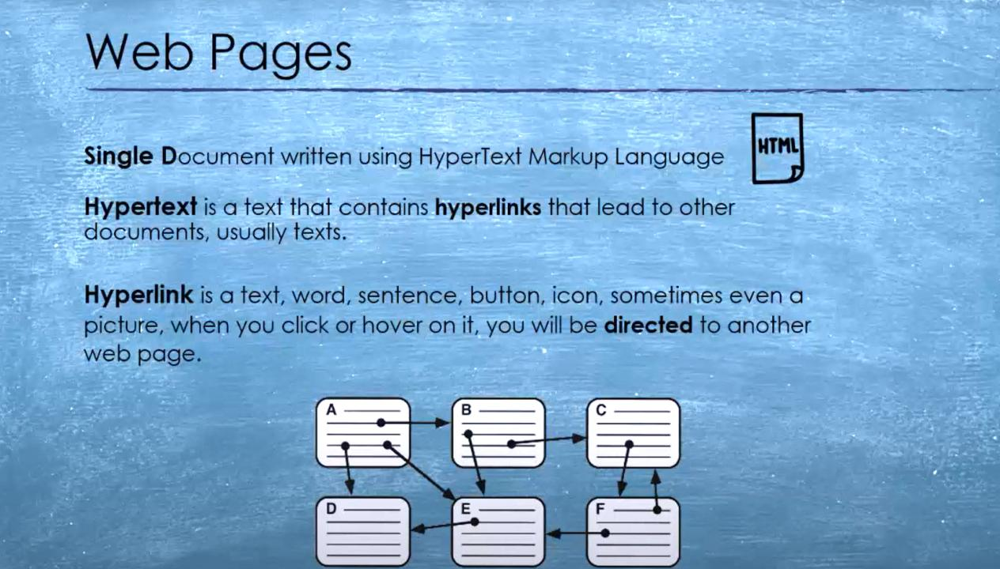 Web Pages
Single Document written using HyperText Markup Language
HTML
Hypertext is a text that contains hyperlinks that lead to other
documents, usually texts.
Hyperlink is a text, word, sentence, button, icon, sometimes even a
picture, when you click or hover on it, you will be directed to another
web page.
A
B
C
D
E
F